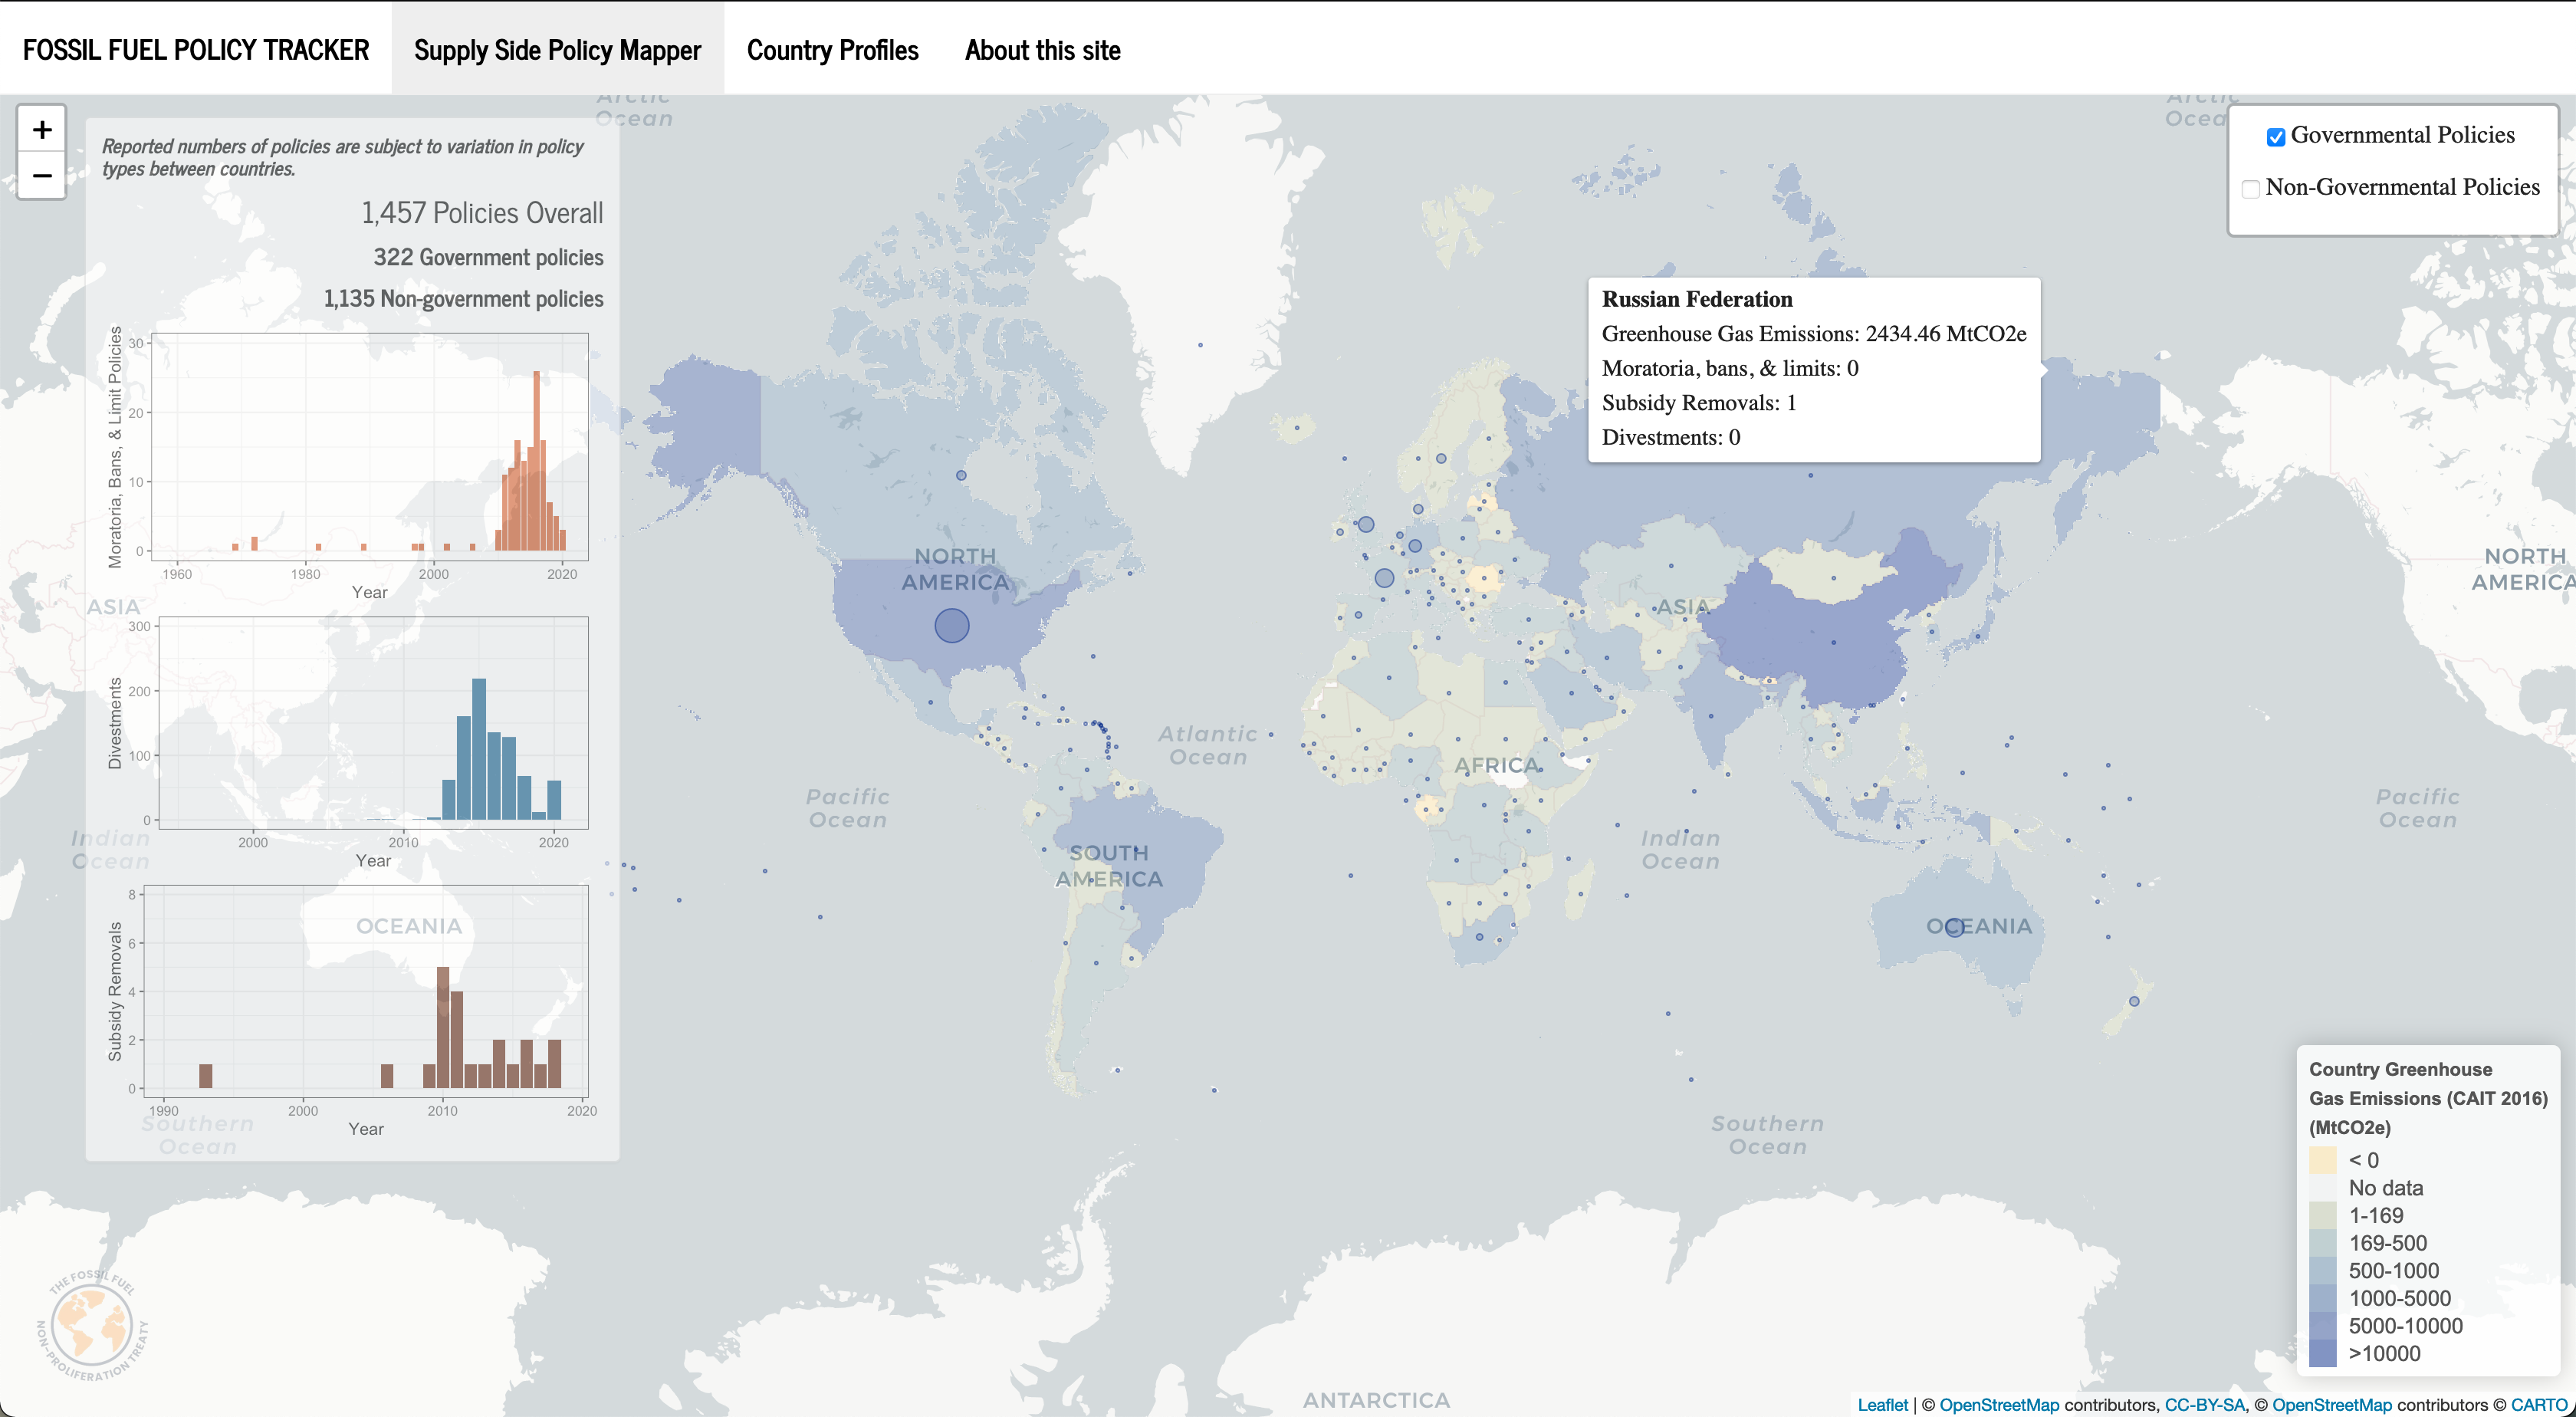 FOSSIL FUEL POLICY TRACKER
Supply Side Policy Mapper
Country Profiles
About this site
+
−
Reported numbers of policies are subject to variation in policy
types between countries.
1,457 Policies Overall
322 Government policies
1,135 Non-government policies
Moratoria, Bans, & Limit Policies
30
20
10
0
1960
1980
2000
2020
Year
Divestments
300
200
100
0
2000
2010
2020
Year
Subsidy Removals
8
6
4
2
0
1990
2000
2010
2020
Year
Arctic
Ocean
Arctic
Ocea
Governmental Policies
Non-Governmental Policies
Russian Federation
Greenhouse Gas Emissions: 2434.46 MtCO2e
Moratoria, bans, & limits: 0
Subsidy Removals: 1
Divestments: 0
NORTH
AMERICA
ASIA
ASIA
NORTH
AMERICA
Atlantic
Ocean
AFRICA
Pacific
Ocean
Pacific
Ocean
Indian
Ocean
SOUTH
AMERICA
Indian
Ocean
OCEANIA
OCEANIA
Southern
Ocean
Southern
Ocean
ANTARCTICA
THE FOSSIL FUEL
NON-PROLIFERATION TREATY
Country Greenhouse
Gas Emissions (CAIT 2016)
(MtCO2e)
< 0
No data
1-169
169-500
500-1000
1000-5000
5000-10000
>10000
Leaflet | © OpenStreetMap contributors, CC-BY-SA, © OpenStreetMap contributors © CARTO